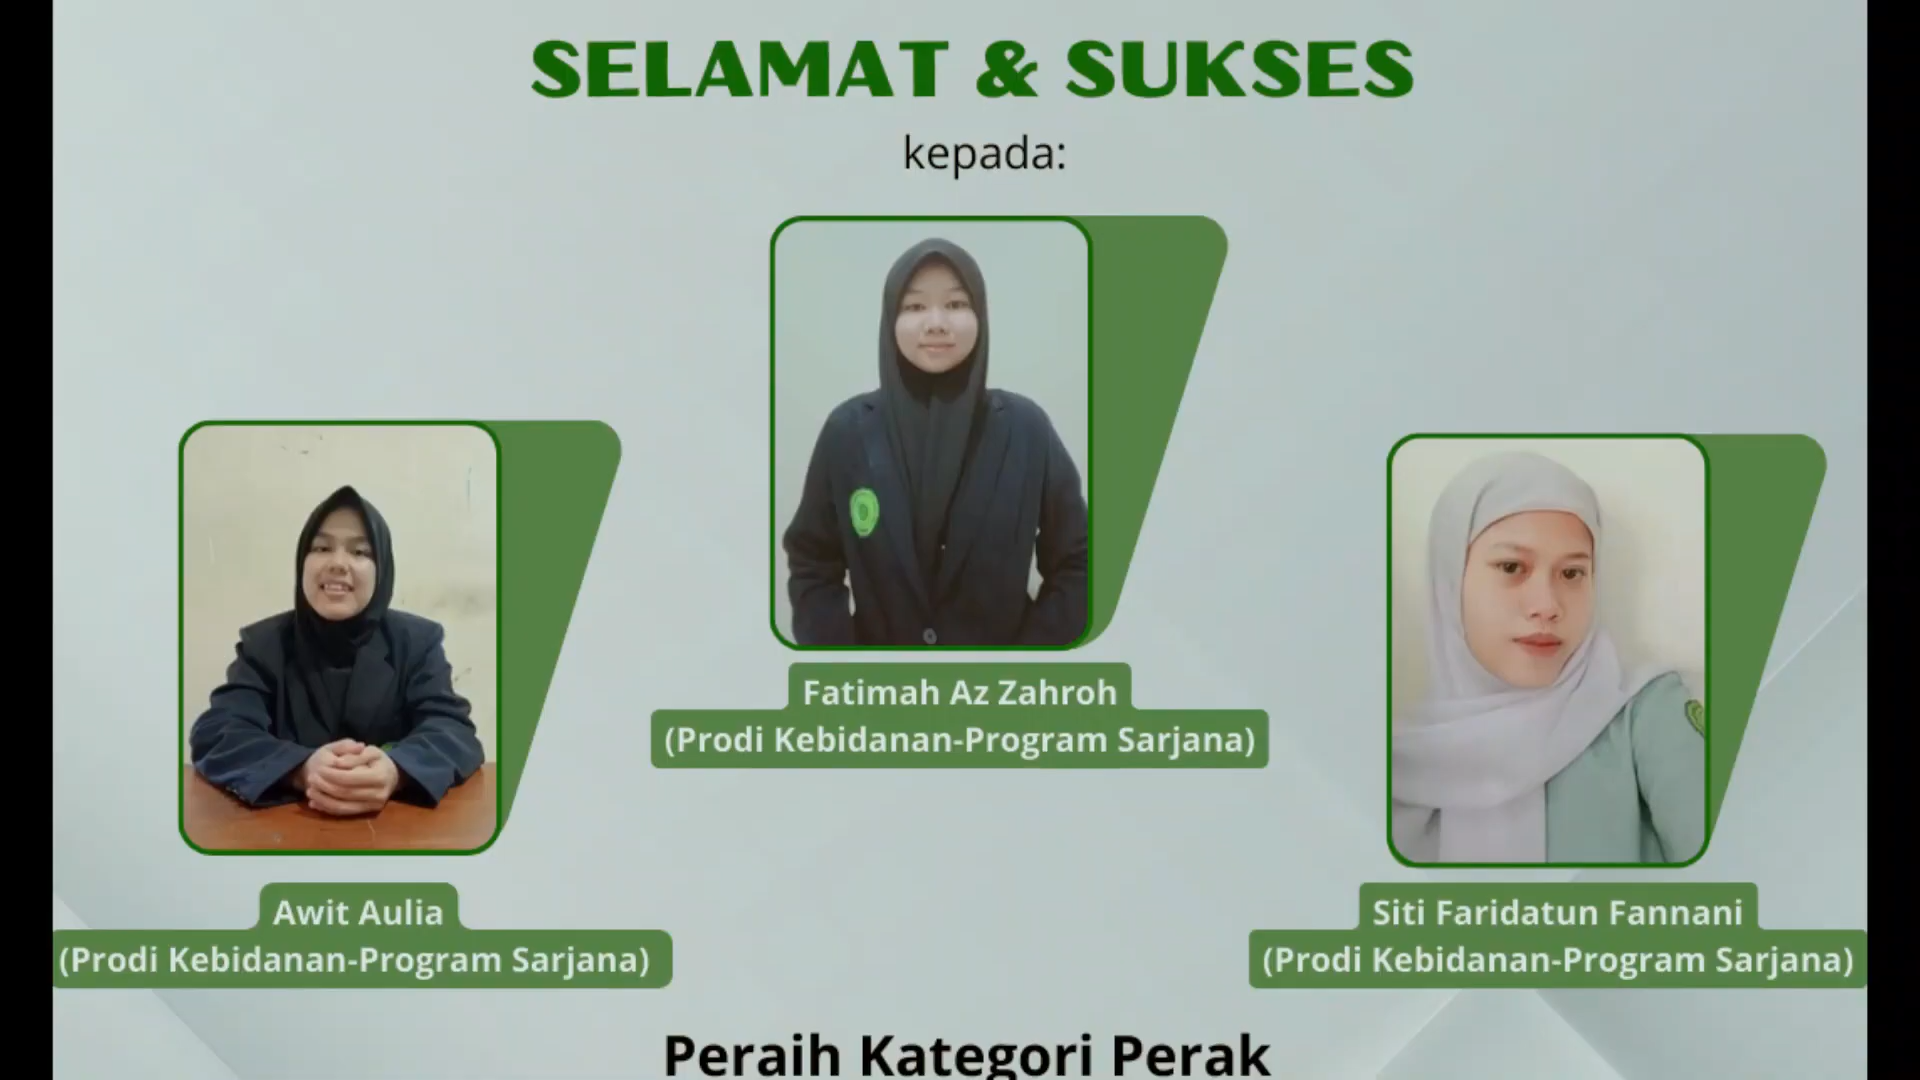 SELAMAT & SUKSES
kepada:
Fatimah Az Zahroh
(Prodi Kebidanan-Program Sarjana)
Awit Aulia
(Prodi Kebidanan-Program Sarjana)
Siti Faridatun Fannani
(Prodi Kebidanan-Program Sarjana)
Peraih Kategori Perak